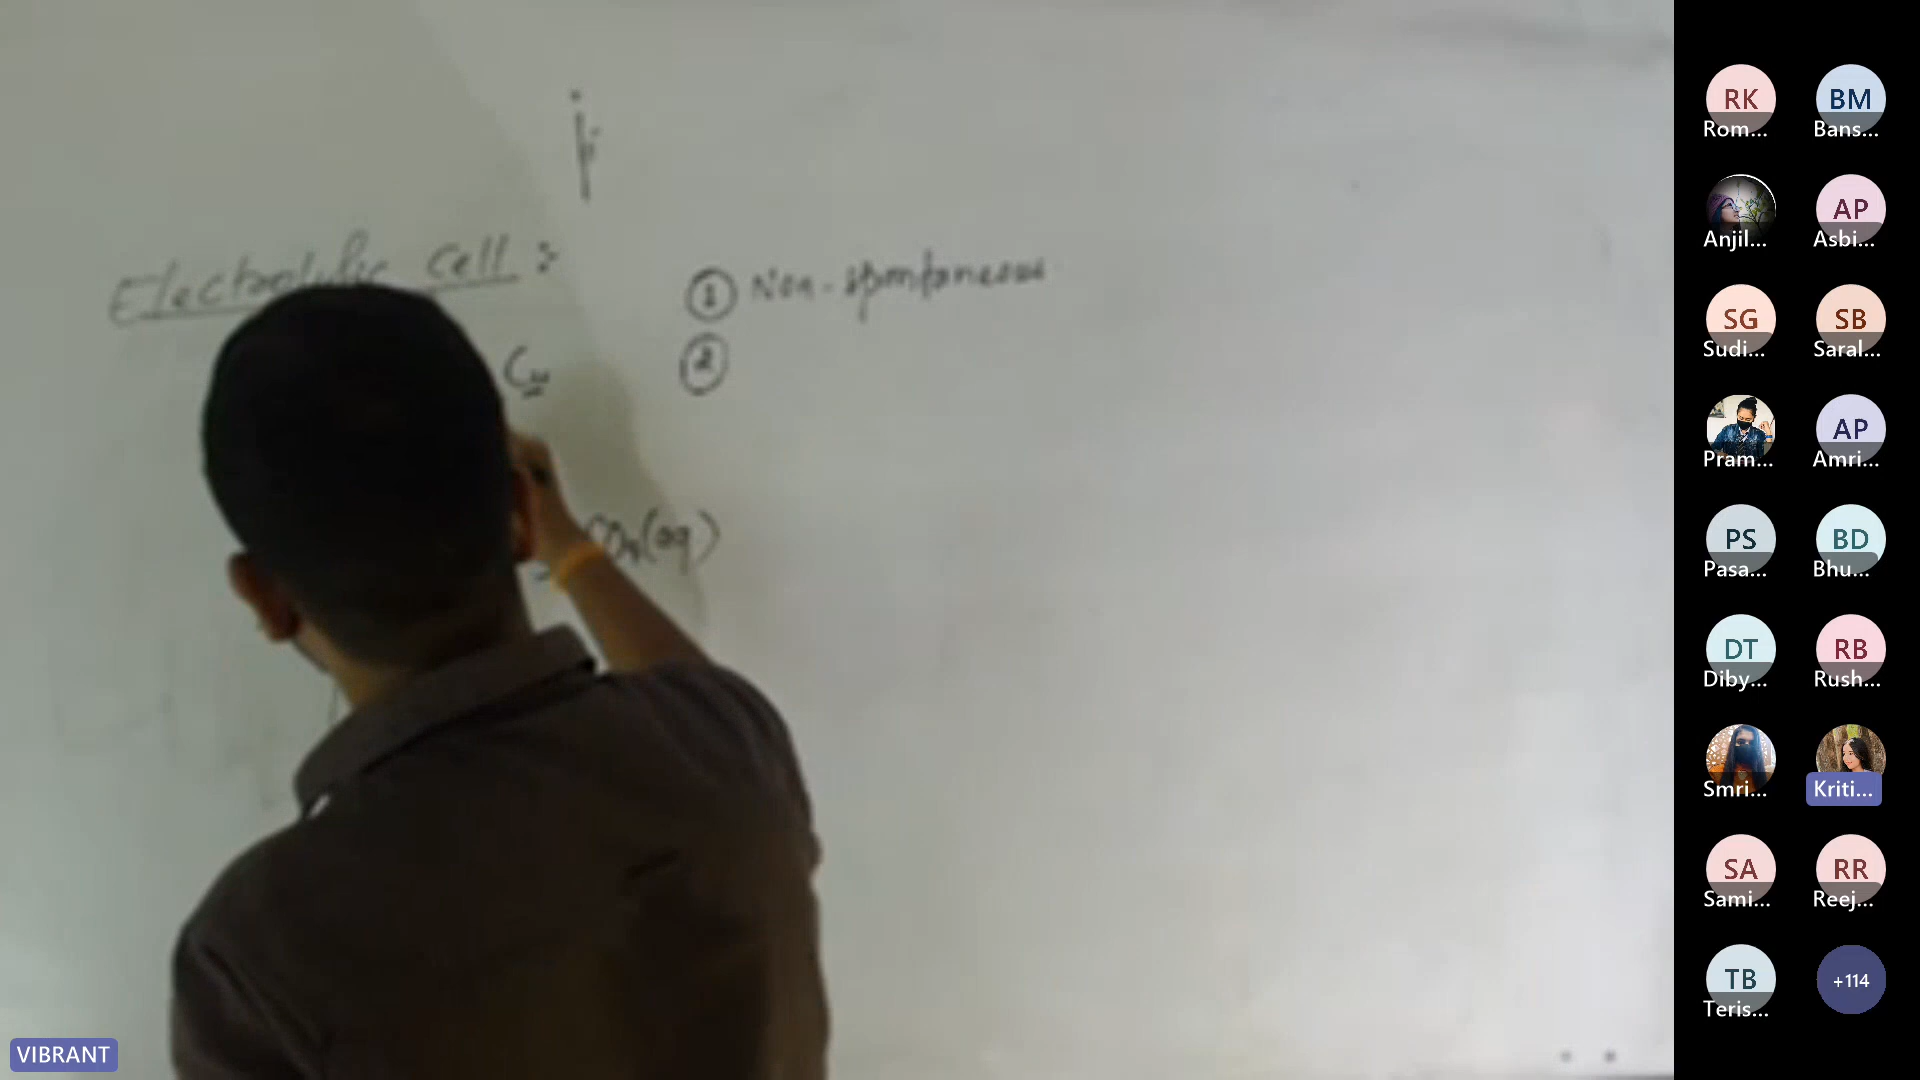 Electrolytic Cell :
① Non-spontaneous
Cu
②
(aq)
RK
Rom...
BM
Bans...
Anjil...
AP
Asbi...
SG
Sudi...
SB
Saral...
Pram...
AP
Amri...
PS
Pasa...
BD
Bhu...
DT
Diby...
RB
Rush...
Smri...
Kriti...
SA
Sami...
RR
Reej...
TB
Teris...
+114
VIBRANT